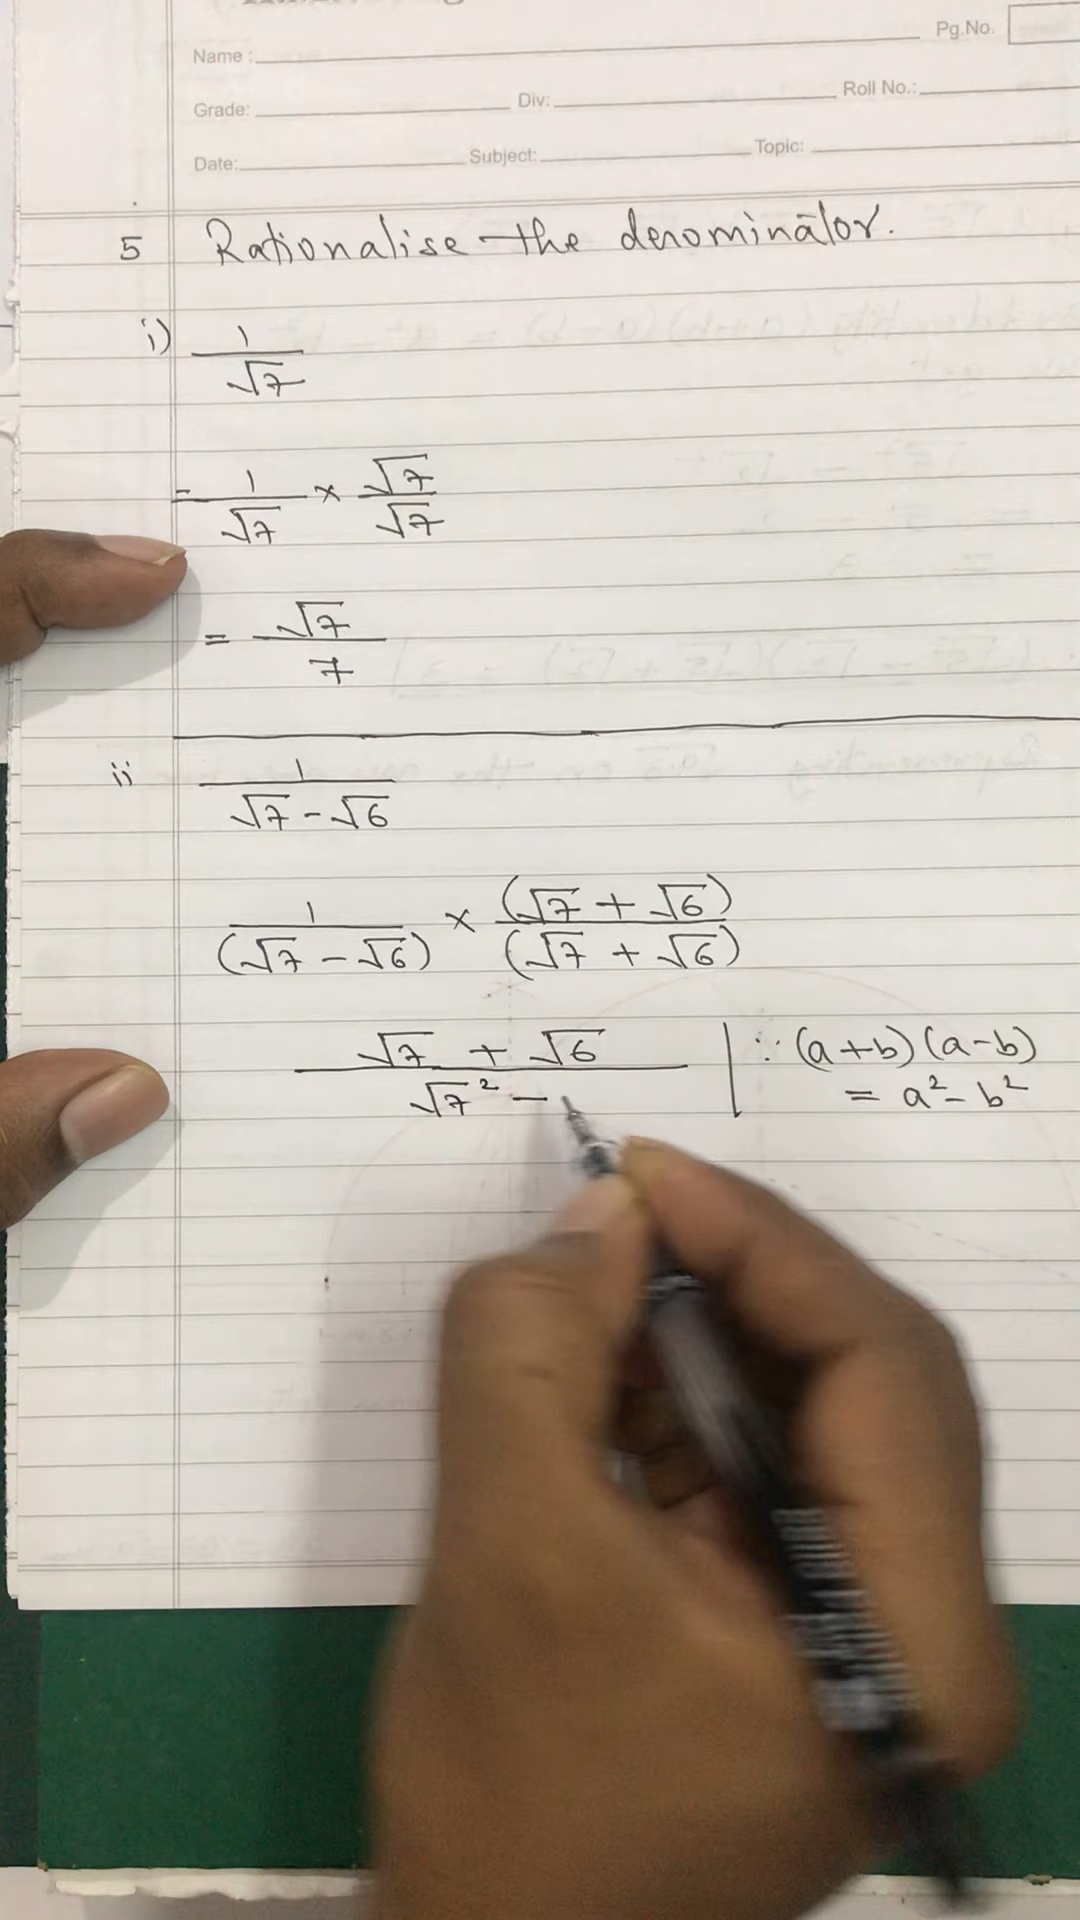 Pg.No.
Name :
Grade: Div: Roll No.:
Date: Subject: Topic:
5 Rationalise the denominator.
i) 1/√7
= 1/√7 × √7/√7
= √7/7
ii 1/√7-√6
1/(√7-√6) × (√7+√6)/(√7+√6)
√7+√6/√7² - | ∵ (a+b)(a-b)
= a²-b²